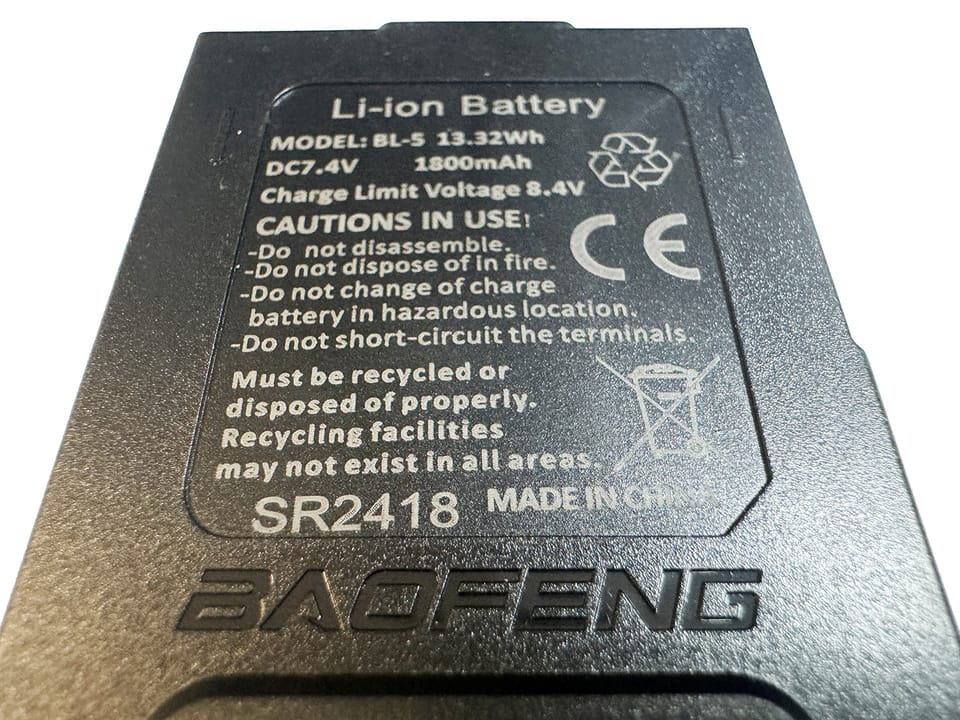 Li-ion Battery
MODEL: BL-5 13.32Wh
DC7.4V 1800mAh
Charge Limit Voltage 8.4V
CAUTIONS IN USE!
-Do not disassemble.
-Do not dispose of in fire.
-Do not change of charge
battery in hazardous location.
-Do not short-circuit the terminals.
CE
Must be recycled or
disposed of properly.
Recycling facilities
may not exist in all areas.
SR2418 MADE IN CHINA
BAOFENG